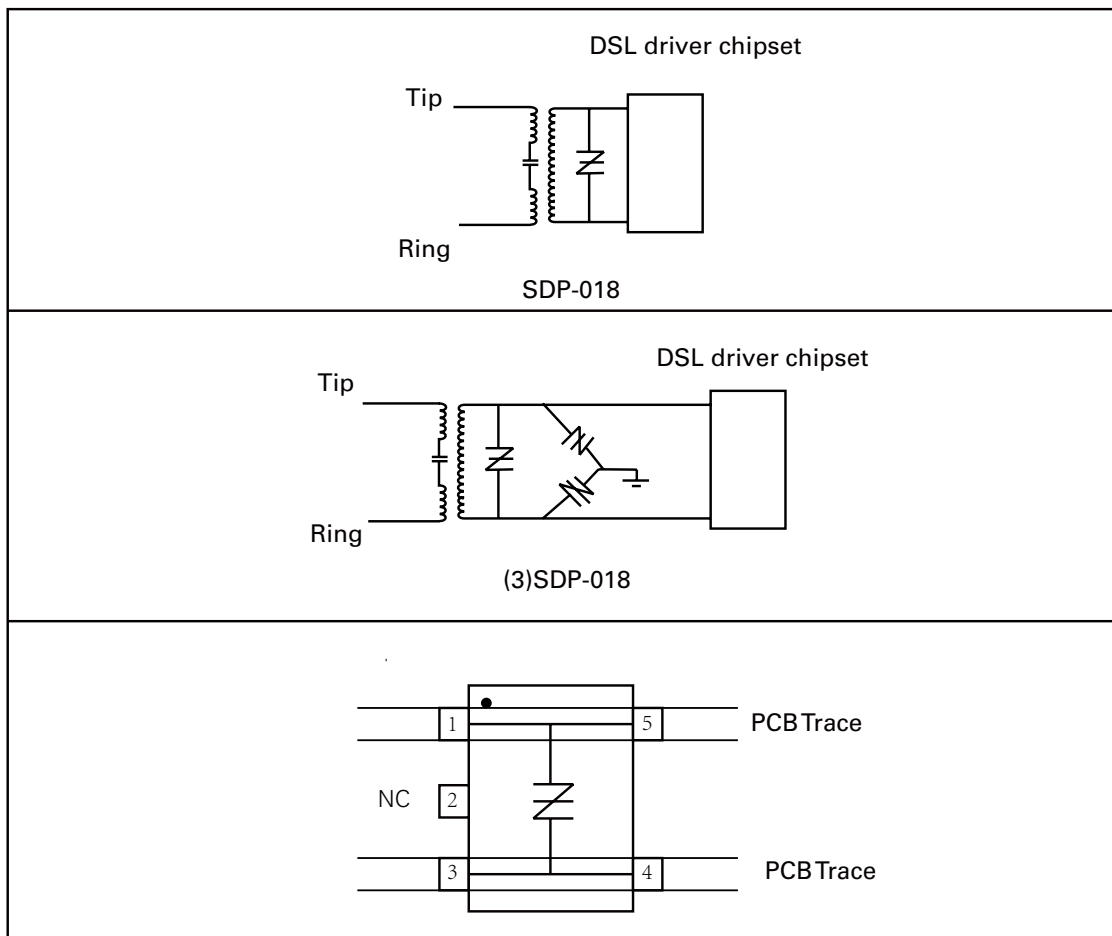 DSL driver chipset
Tip
Ring
SDP-018
DSL driver chipset
Tip
Ring
(3)SDP-018
1
5
PCB Trace
NC
2
3
4
PCB Trace